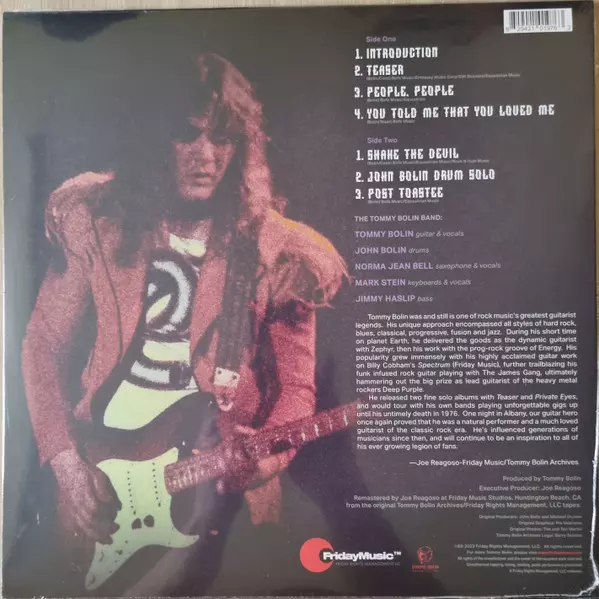 Side One
1. INTRODUCTION
2. TEASER
3. PEOPLE, PEOPLE
4. YOU TOLD ME THAT YOU LOVED ME
Side Two
1. SHAKE THE DEVIL
2. JOHN BOLIN DRUM SOLO
3. POST TOASTEE
THE TOMMY BOLIN BAND:
TOMMY BOLIN guitar & vocals
JOHN BOLIN drums
NORMA JEAN BELL saxophone & vocals
MARK STEIN keyboards & vocals
JIMMY HASLIP bass
Tommy Bolin was and still is one of rock music's greatest guitarist
legends. His unique approach encompassed all styles of hard rock,
blues, classical, progressive, fusion and jazz. During his short time
on planet Earth, he delivered the goods as the dynamic guitarist
with Zephyr, then his work with the prog-rock groove of Energy. His
popularity grew immensely with his highly acclaimed guitar work
on Billy Cobham's Spectrum (Friday Music), further trailblazing his
funk infused rock guitar playing with The James Gang, ultimately
hammering out the big prize as lead guitarist of the heavy metal
rockers Deep Purple.
He released two fine solo albums with Teaser and Private Eyes,
and would tour with his own bands playing unforgettable gigs up
until his untimely death in 1976. One night in Albany, our guitar hero
once again proved that he was a natural performer and a much loved
guitarist of the classic rock era. He's influenced generations of
musicians since then, and will continue to be an inspiration to all of
his ever growing legion of fans.
—Joe Reagoso-Friday Music/Tommy Bolin Archives
Produced by Tommy Bolin
Executive Producer: Joe Reagoso
Remastered by Joe Reagoso at Friday Music Studios, Huntington Beach, CA
from the original Tommy Bolin Archives/Friday Rights Management, LLC tapes
FridayMusic™